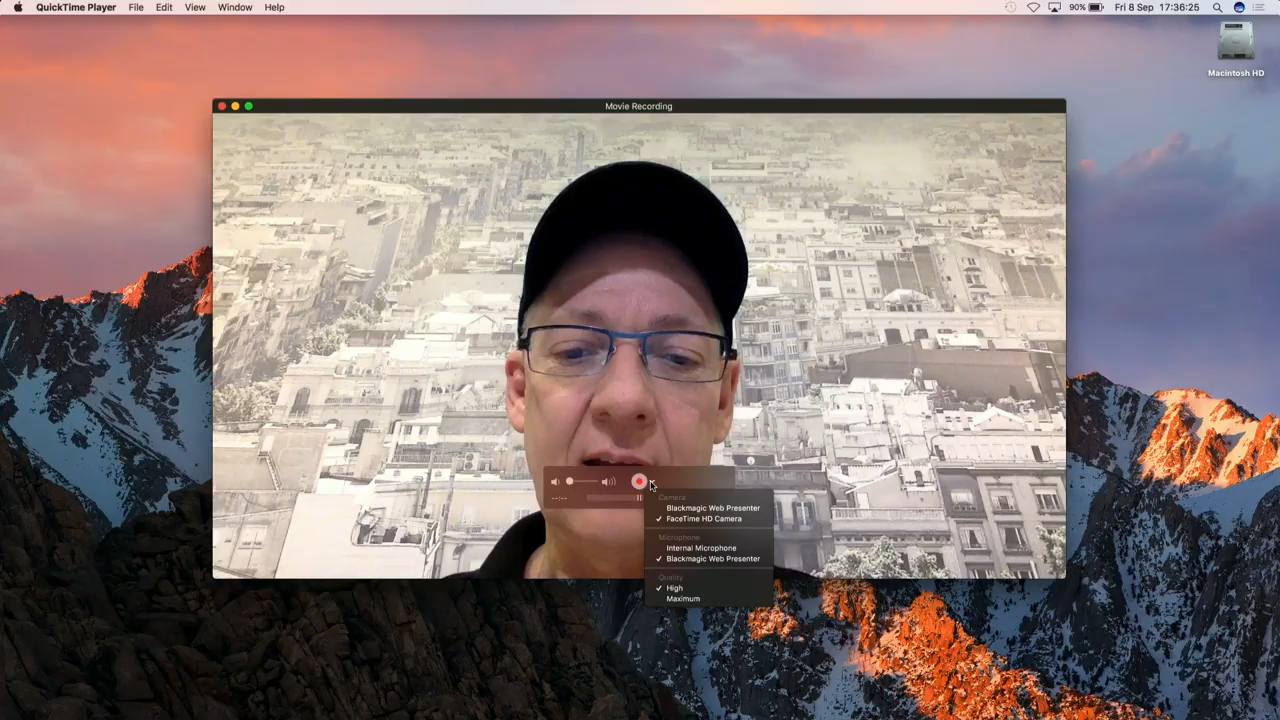 QuickTime Player File Edit View Window Help 90% Fri 8 Sep 17:36:25
Macintosh HD
Movie Recording
--:--
Camera
Blackmagic Web Presenter
✓ FaceTime HD Camera
Microphone
Internal Microphone
✓ Blackmagic Web Presenter
Quality
✓ High
Maximum